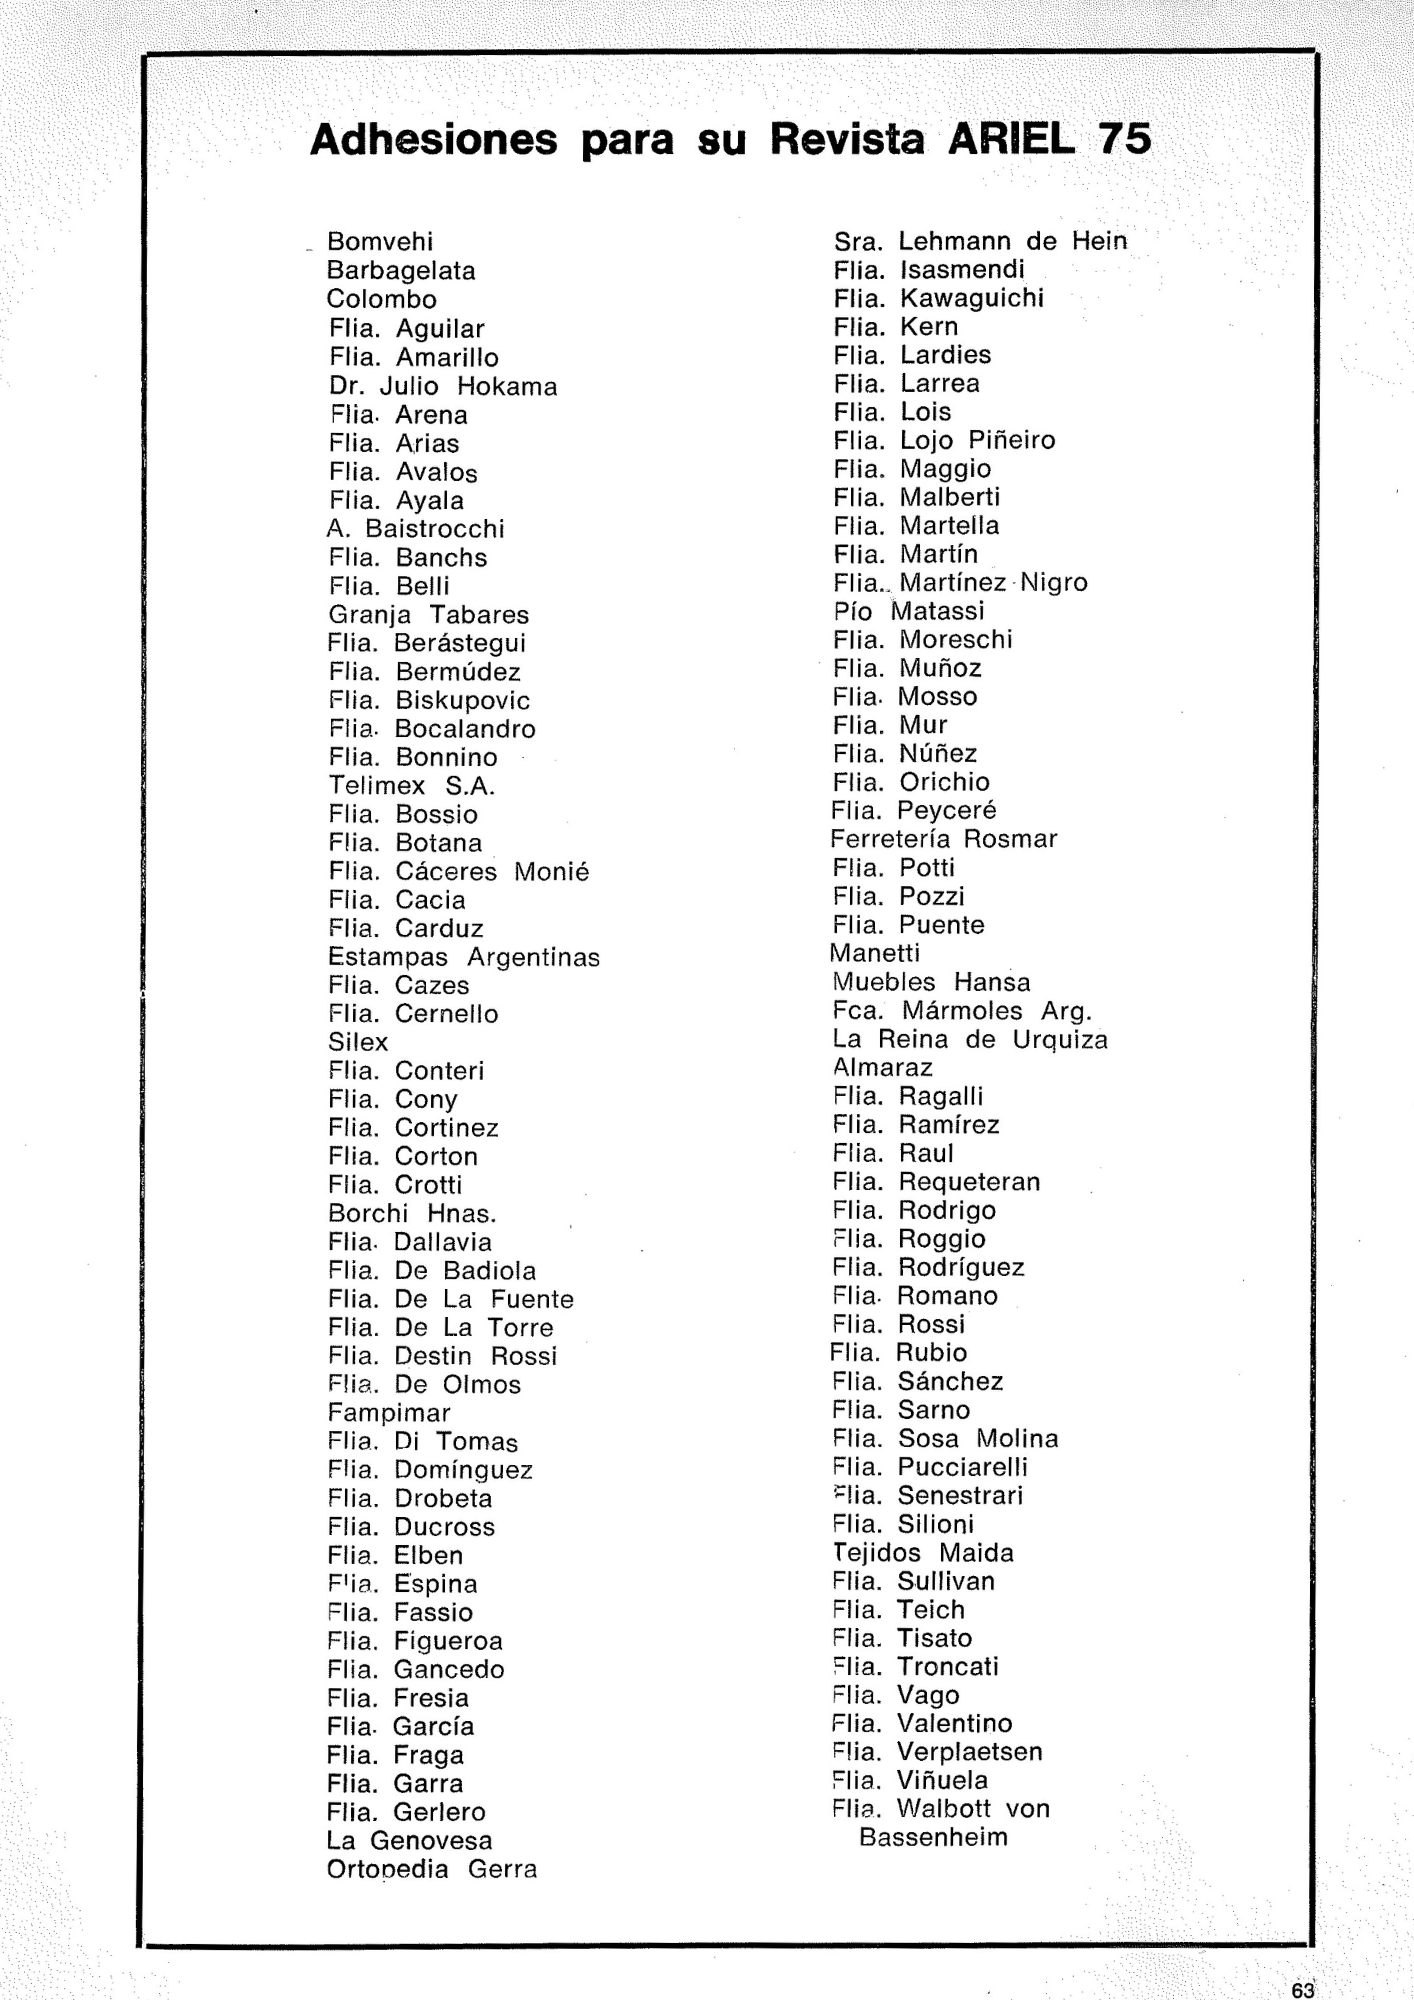 Adhesiones para su Revista ARIEL 75
Bomvehi
Barbagelata
Colombo
Flia. Aguilar
Flia. Amarillo
Dr. Julio Hokama
Flia. Arena
Flia. Arias
Flia. Avalos
Flia. Ayala
A. Baistrocchi
Flia. Banchs
Flia. Belli
Granja Tabares
Flia. Berástegui
Flia. Bermúdez
Flia. Biskupovic
Flia. Bocalandro
Flia. Bonnino
Telimex S.A.
Flia. Bossio
Flia. Botana
Flia. Cáceres Monié
Flia. Cacia
Flia. Carduz
Estampas Argentinas
Flia. Cazes
Flia. Cernello
Silex
Flia. Conteri
Flia. Cony
Flia. Cortinez
Flia. Corton
Flia. Crotti
Borchi Hnas.
Flia. Dallavia
Flia. De Badiola
Flia. De La Fuente
Flia. De La Torre
Flia. Destin Rossi
Flia. De Olmos
Fampimar
Flia. Di Tomas
Flia. Domínguez
Flia. Drobeta
Flia. Ducross
Flia. Elben
Flia. Espina
Flia. Fassio
Flia. Figueroa
Flia. Gancedo
Flia. Fresia
Flia. García
Flia. Fraga
Flia. Garra
Flia. Gerlero
La Genovesa
Ortopedia Gerra
Sra. Lehmann de Hein
Flia. Isasmendi
Flia. Kawaguichi
Flia. Kern
Flia. Lardies
Flia. Larrea
Flia. Lois
Flia. Lojo Piñeiro
Flia. Maggio
Flia. Malberti
Flia. Martella
Flia. Martín
Flia. Martínez Nigro
Pío Matassi
Flia. Moreschi
Flia. Muñoz
Flia. Mosso
Flia. Mur
Flia. Núñez
Flia. Orichio
Flia. Peyceré
Ferretería Rosmar
Flia. Potti
Flia. Pozzi
Flia. Puente
Manetti
Muebles Hansa
Fca. Mármoles Arg.
La Reina de Urquiza
Almaraz
Flia. Ragalli
Flia. Ramírez
Flia. Raul
Flia. Requeteran
Flia. Rodrigo
Flia. Roggio
Flia. Rodríguez
Flia. Romano
Flia. Rossi
Flia. Rubio
Flia. Sánchez
Flia. Sarno
Flia. Sosa Molina
Flia. Pucciarelli
Flia. Senestrari
Flia. Silioni
Tejidos Maida
Flia. Sullivan
Flia. Teich
Flia. Tisato
Flia. Troncati
Flia. Vago
Flia. Valentino
Flia. Verplaetsen
Flia. Viñuela
Flia. Walbott von
Bassenheim
63